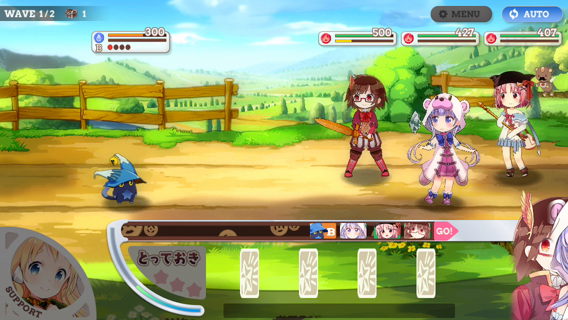 WAVE 1/2 1
MENU
AUTO
300
B
500
427
407
B
GO!
とっておき
SUPPORT